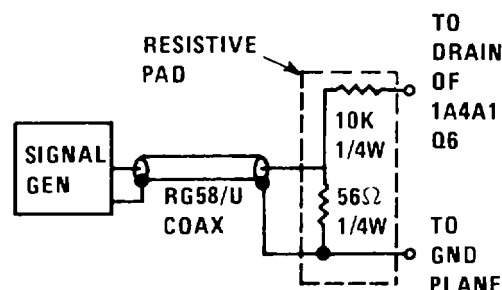 RESISTIVE
PAD
TO
DRAIN
OF
1A4A1
Q6
10K
1/4W
SIGNAL
GEN
RG58/U
COAX
56Ω
1/4W
TO
GND
PLANE